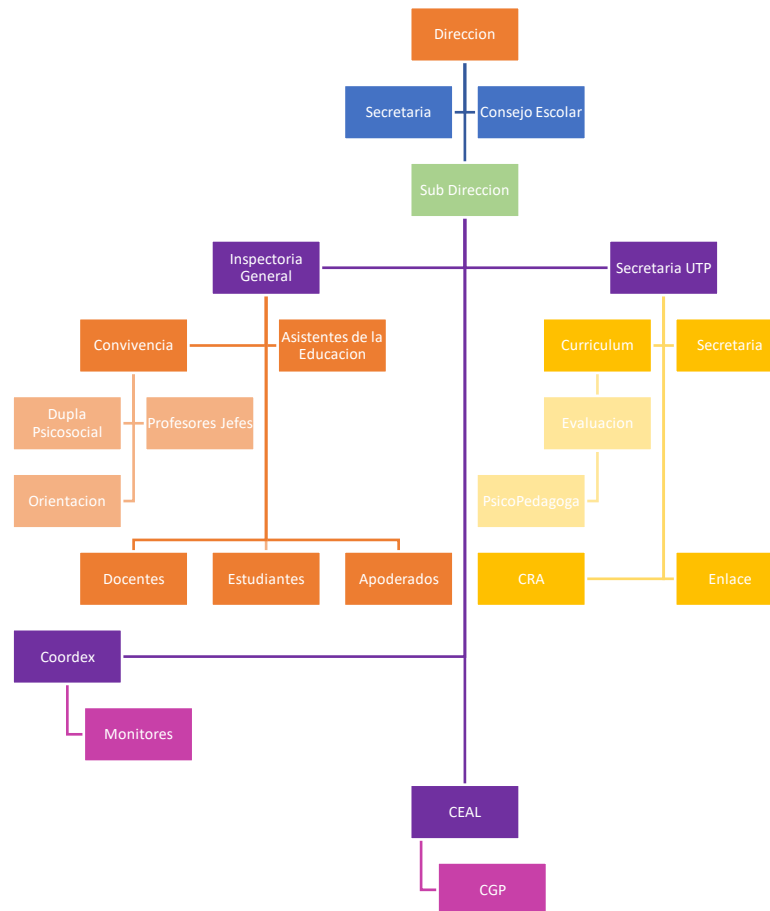 Direccion
Secretaria
Consejo Escolar
Sub Direccion
Inspectoria
General
Secretaria UTP
Convivencia
Asistentes de la
Educacion
Curriculum
Secretaria
Dupla
Psicosocial
Profesores Jefes
Evaluacion
Orientacion
PsicoPedagoga
Docentes
Estudiantes
Apoderados
CRA
Enlace
Coordex
Monitores
CEAL
CGP